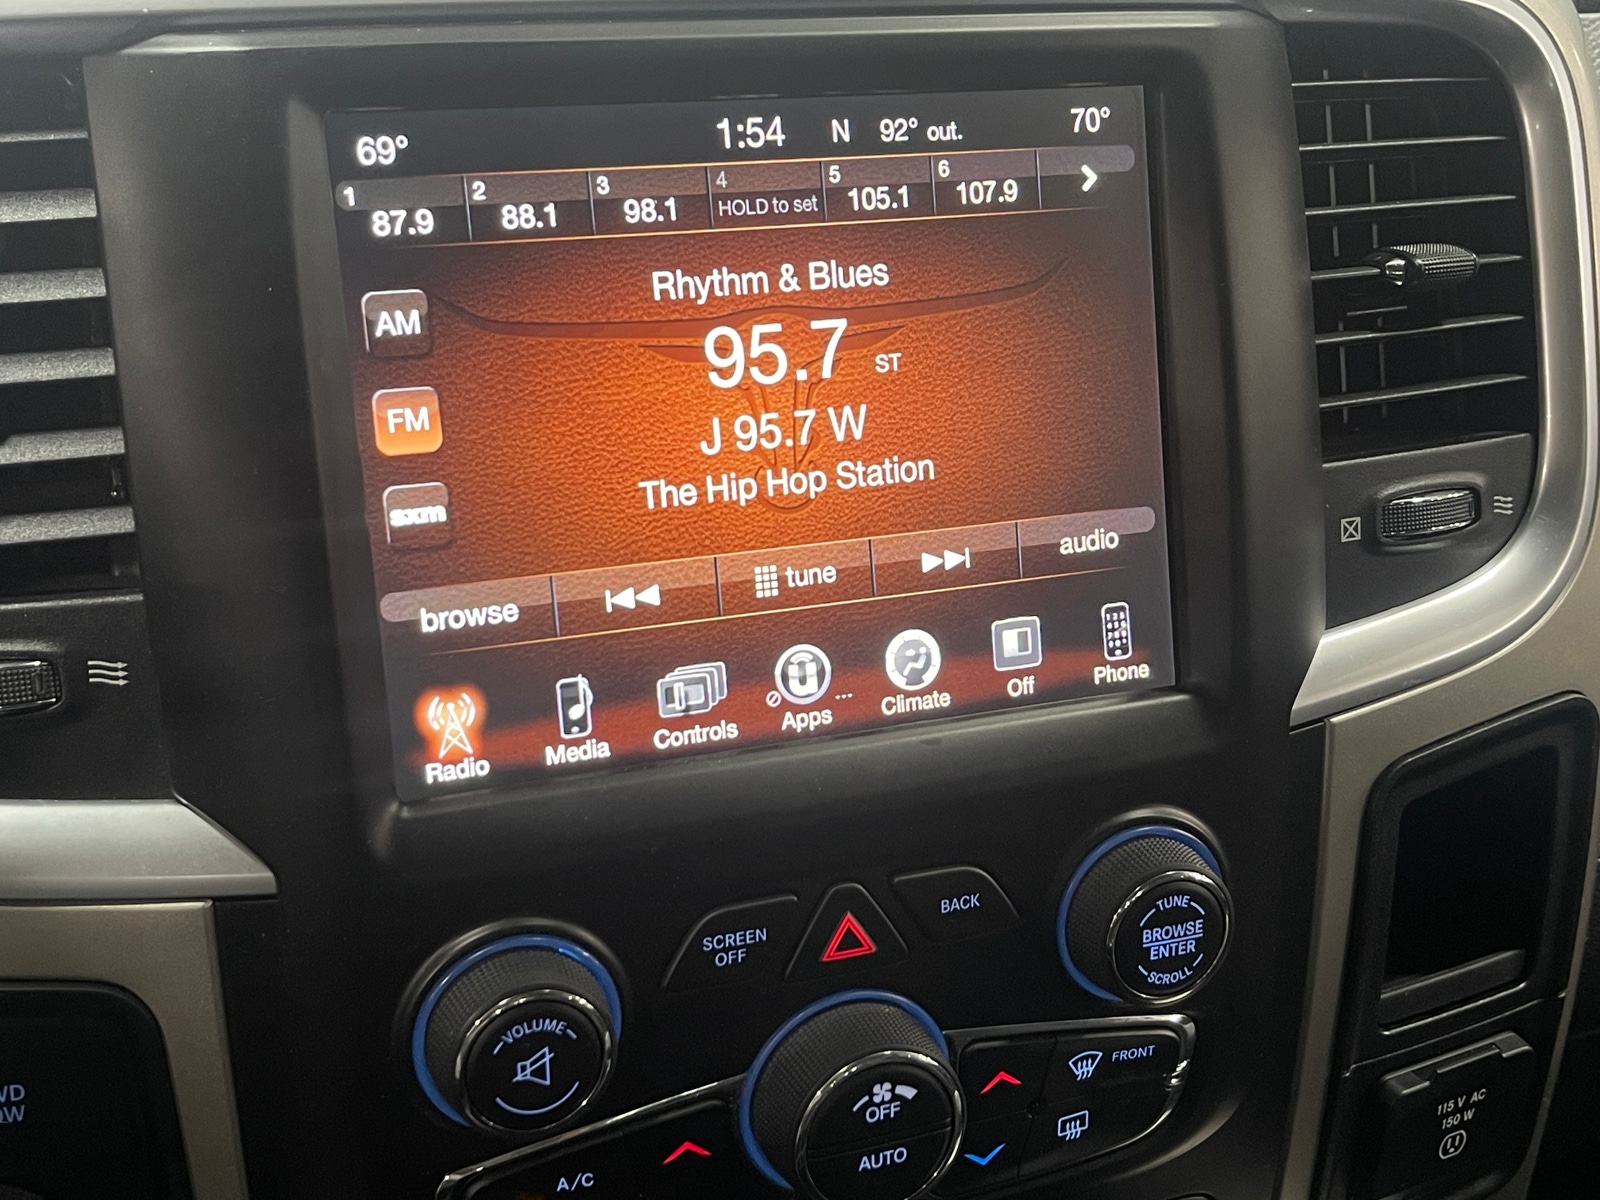 69°
1:54 N 92° out.
70°
1 87.9
2 88.1
3 98.1
4 HOLD to set
5 105.1
6 107.9
Rhythm & Blues
AM
95.7 ST
FM
J 95.7 W
The Hip Hop Station
sxm
browse
tune
audio
Radio
Media
Controls
Apps ...
Climate
Off
Phone
SCREEN
OFF
BACK
TUNE
BROWSE
ENTER
SCROLL
VOLUME
OFF
AUTO
FRONT
A/C
115 V AC
150 W